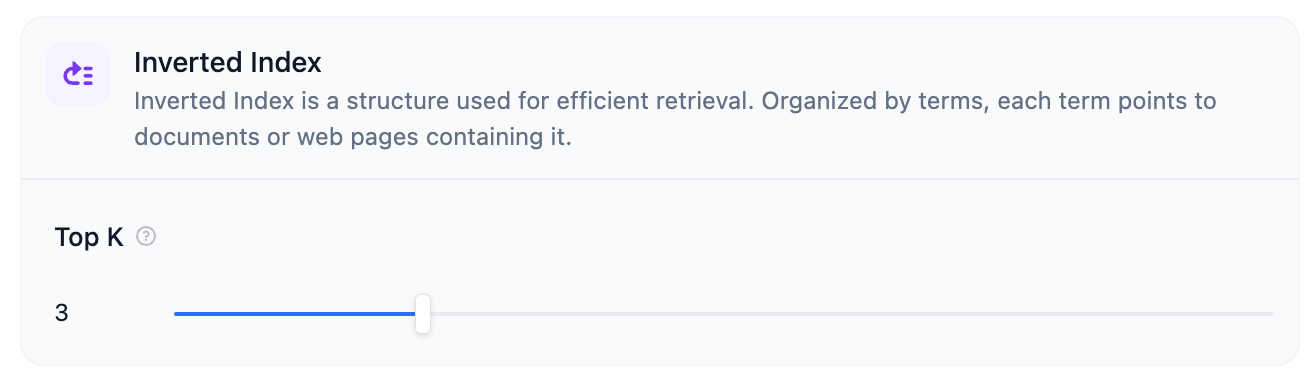 Inverted Index
Inverted Index is a structure used for efficient retrieval. Organized by terms, each term points to
documents or web pages containing it.
Top K ?
3